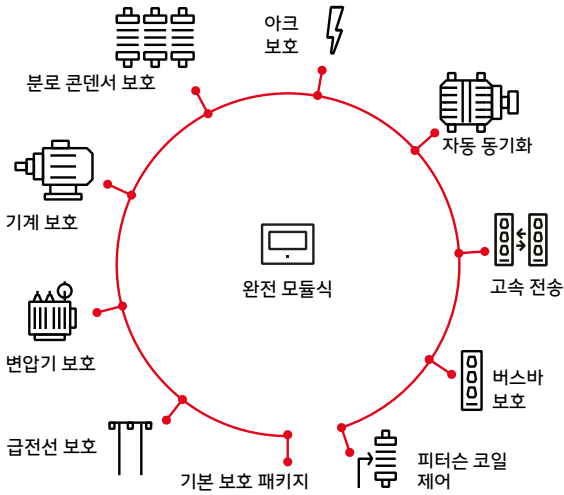 아크
보호
분로 콘덴서 보호
자동 동기화
기계 보호
고속 전송
완전 모듈식
변압기 보호
버스바
보호
급전선 보호
피터슨 코일
제어
기본 보호 패키지